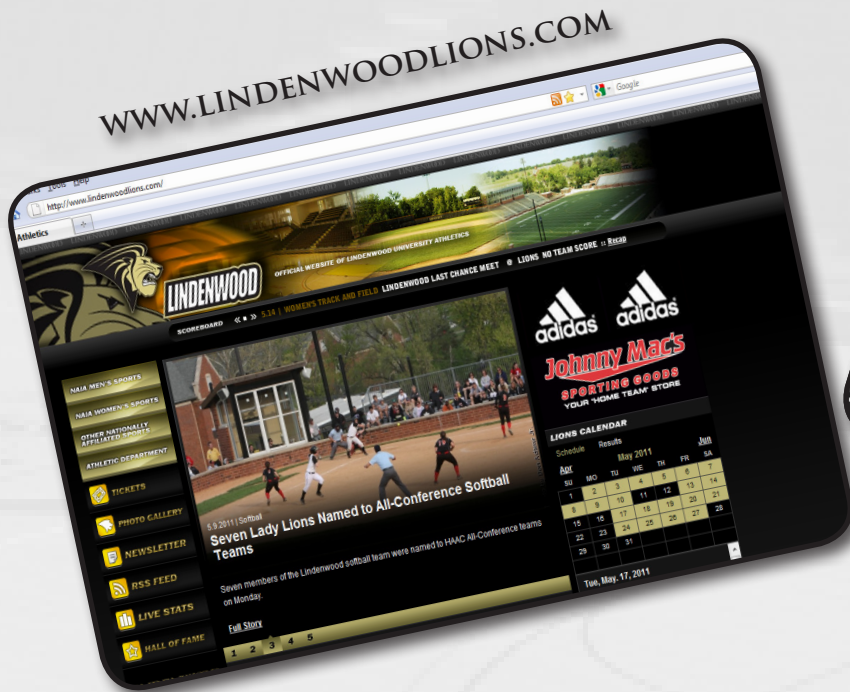 WWW.LINDENWOODLIONS.COM
Tools Help
http://www.lindenwoodlions.com/
Google
Athletics
LINDENWOOD
OFFICIAL WEBSITE OF LINDENWOOD UNIVERSITY ATHLETICS
SCOREBOARD « ■ » 5.14 | WOMEN'S TRACK AND FIELD LINDENWOOD LAST CHANCE MEET @ LIONS NO TEAM SCORE :: Recap
NAIA MEN'S SPORTS
NAIA WOMEN'S SPORTS
OTHER NATIONALLY
AFFILIATED SPORTS
ATHLETIC DEPARTMENT
TICKETS
PHOTO GALLERY
NEWSLETTER
RSS FEED
LIVE STATS
HALL OF FAME
5.9.2011 | Softball
Seven Lady Lions Named to All-Conference Softball
Teams
Seven members of the Lindenwood softball team were named to HAAC All-Conference teams
on Monday.
Full Story
1 2 3 4 5
adidas adidas
Johnny Mac's
SPORTING GOODS
YOUR 'HOME TEAM' STORE
LIONS CALENDAR
Schedule Results
Apr May 2011 Jun
SU MO TU WE TH FR SA
1 2 3 4 5 6 7
8 9 10 11 12 13 14
15 16 17 18 19 20 21
22 23 24 25 26 27 28
29 30 31
Tue, May. 17, 2011